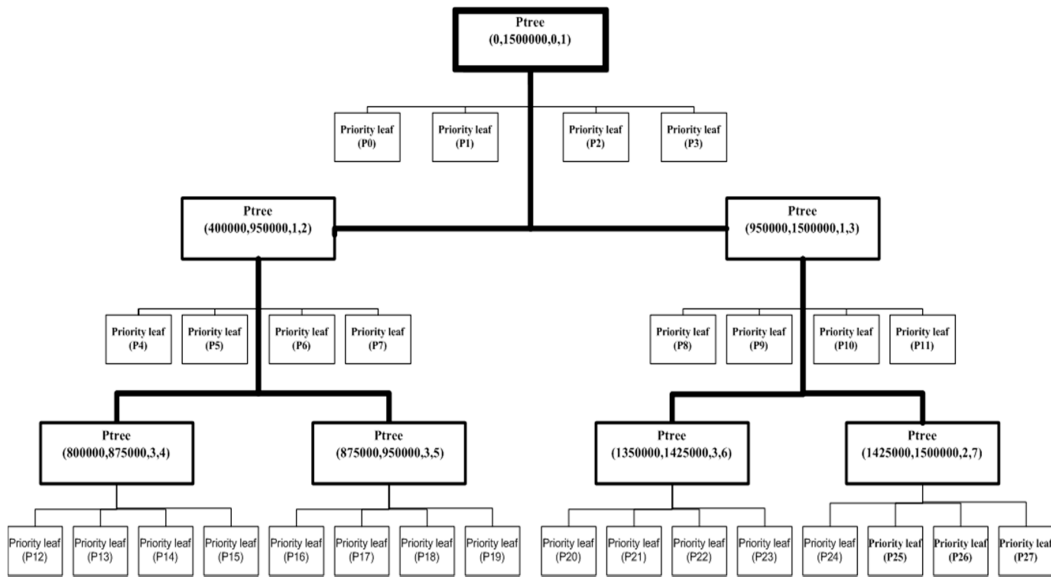 Ptree
(0,1500000,0,1)
Priority leaf
(P0)
Priority leaf
(P1)
Priority leaf
(P2)
Priority leaf
(P3)
Ptree
(400000,950000,1,2)
Ptree
(950000,1500000,1,3)
Priority leaf
(P4)
Priority leaf
(P5)
Priority leaf
(P6)
Priority leaf
(P7)
Priority leaf
(P8)
Priority leaf
(P9)
Priority leaf
(P10)
Priority leaf
(P11)
Ptree
(800000,875000,3,4)
Ptree
(875000,950000,3,5)
Ptree
(1350000,1425000,3,6)
Ptree
(1425000,1500000,2,7)
Priority leaf
(P12)
Priority leaf
(P13)
Priority leaf
(P14)
Priority leaf
(P15)
Priority leaf
(P16)
Priority leaf
(P17)
Priority leaf
(P18)
Priority leaf
(P19)
Priority leaf
(P20)
Priority leaf
(P21)
Priority leaf
(P22)
Priority leaf
(P23)
Priority leaf
(P24)
Priority leaf
(P25)
Priority leaf
(P26)
Priority leaf
(P27)